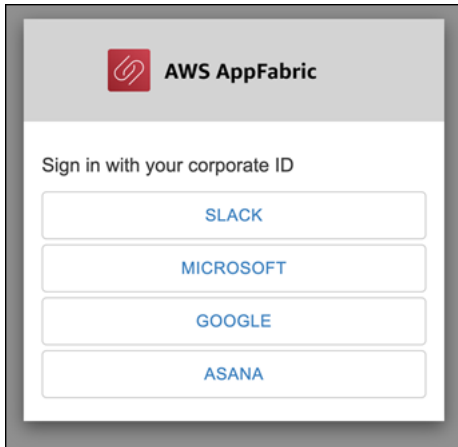 AWS AppFabric
Sign in with your corporate ID
SLACK
MICROSOFT
GOOGLE
ASANA